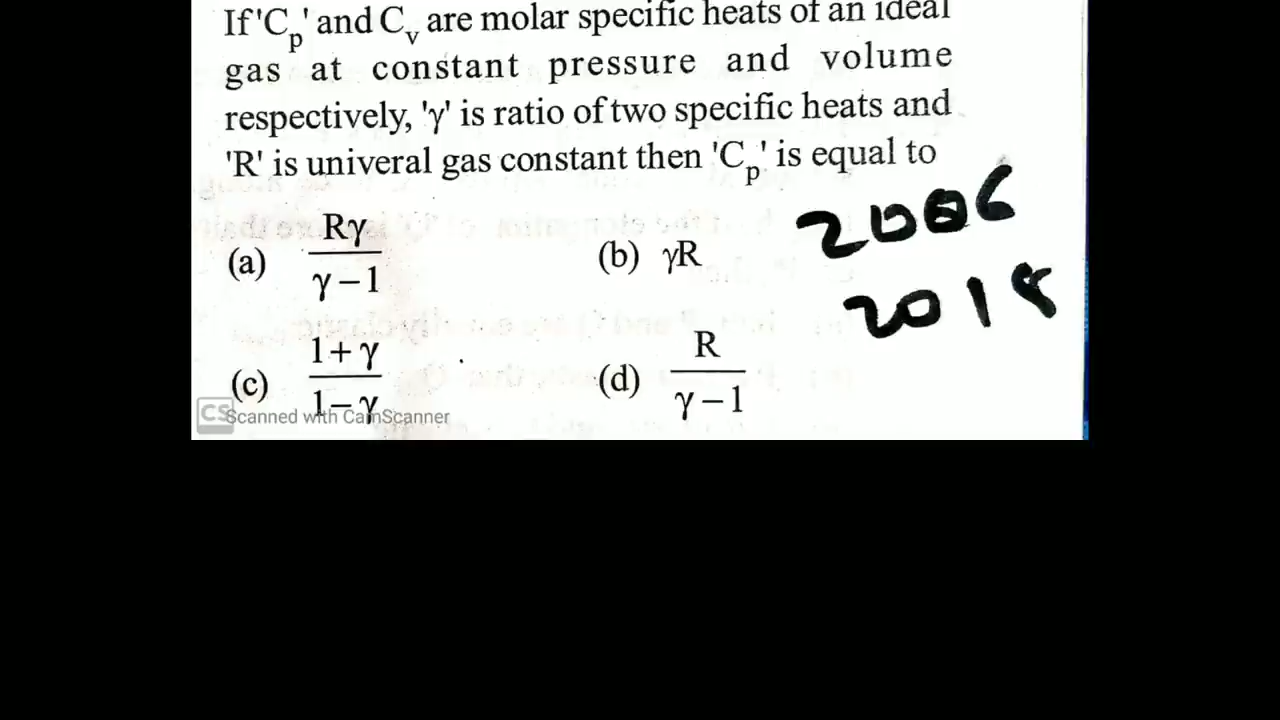 If 'Cp' and Cv are molar specific heats of an ideal
gas at constant pressure and volume
respectively, 'γ' is ratio of two specific heats and
'R' is univeral gas constant then 'Cp' is equal to
2006
(a) Rγ / γ – 1 (b) γR
2018
(c) 1 + γ / 1 – γ (d) R / γ – 1
CS Scanned with CamScanner